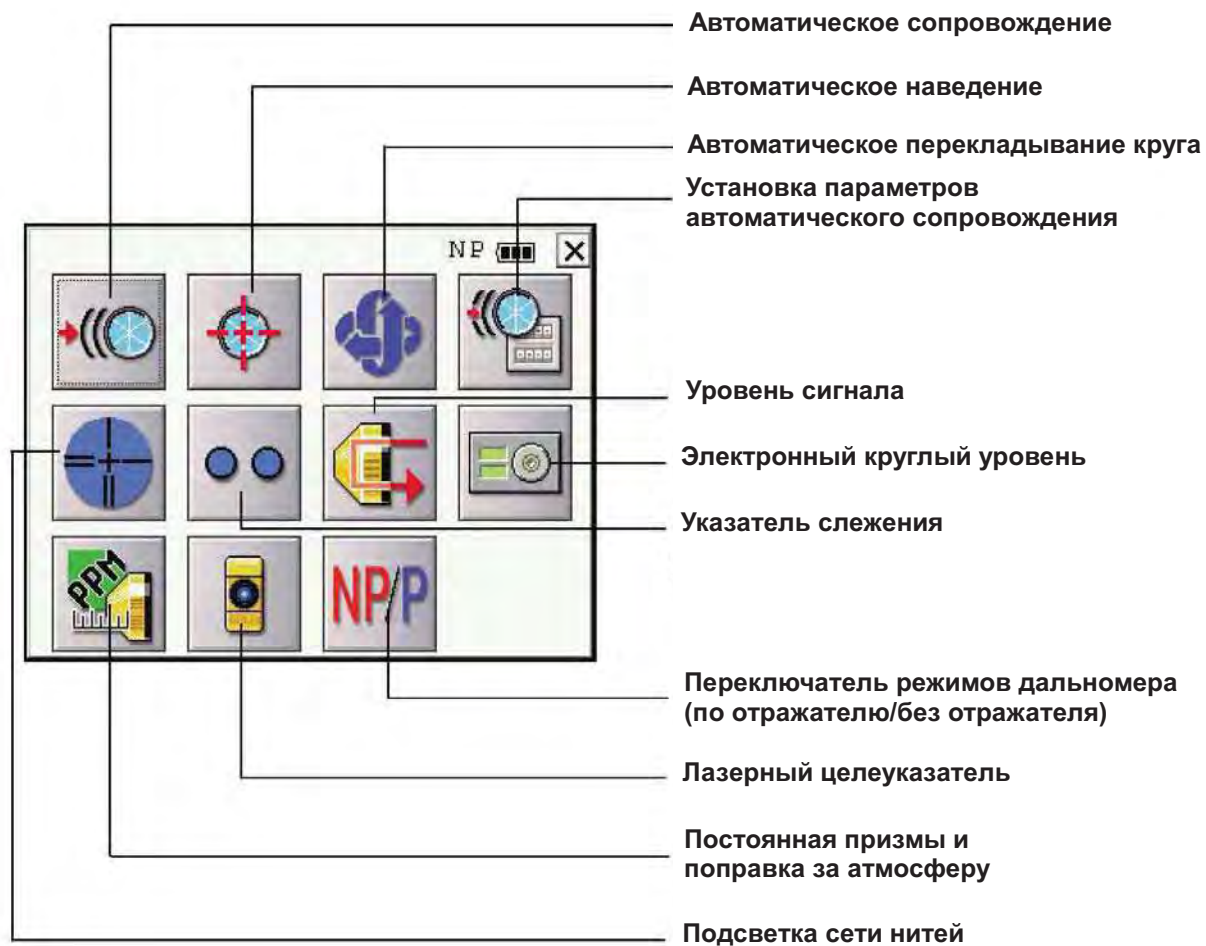 Автоматическое сопровождение
Автоматическое наведение
Автоматическое перекладывание круга
Установка параметров
автоматического сопровождения
NP
Уровень сигнала
Электронный круглый уровень
Указатель слежения
PPM
NP/P
Переключатель режимов дальномера
(по отражателю/без отражателя)
Лазерный целеуказатель
Постоянная призмы и
поправка за атмосферу
Подсветка сети нитей